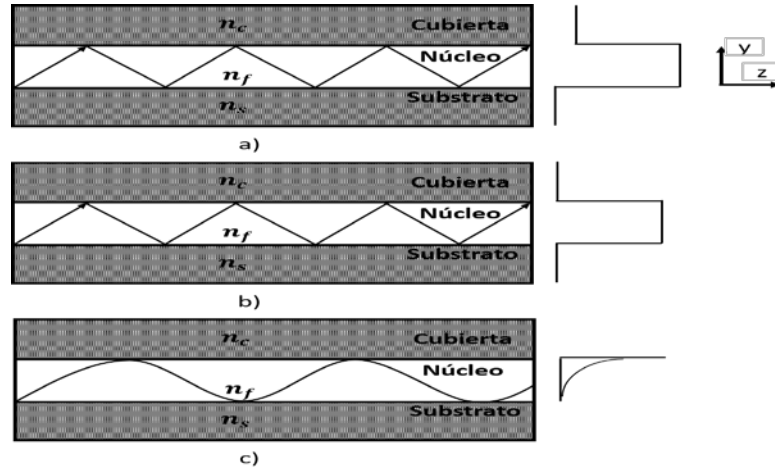 n_c Cubierta
Núcleo
n_f
Substrato
n_s
a)
y
z
n_c Cubierta
Núcleo
n_f
Substrato
n_s
b)
n_c Cubierta
Núcleo
n_f
Substrato
n_s
c)